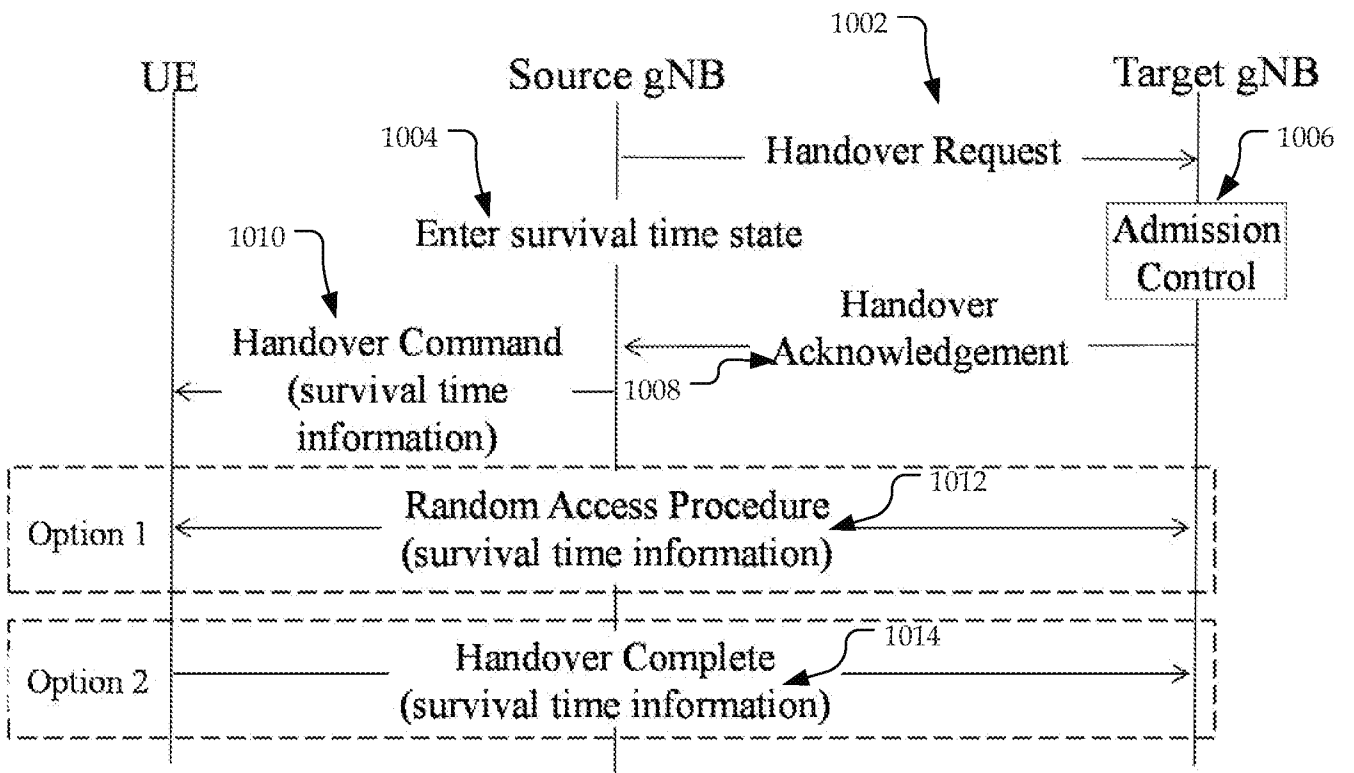 1002
UE
Source gNB
Target gNB
1004
Handover Request
1006
1010
Enter survival time state
Admission
Control
Handover
Acknowledgement
Handover Command
(survival time
information)
1008
Option 1
Random Access Procedure
(survival time information)
1012
Option 2
Handover Complete
(survival time information)
1014